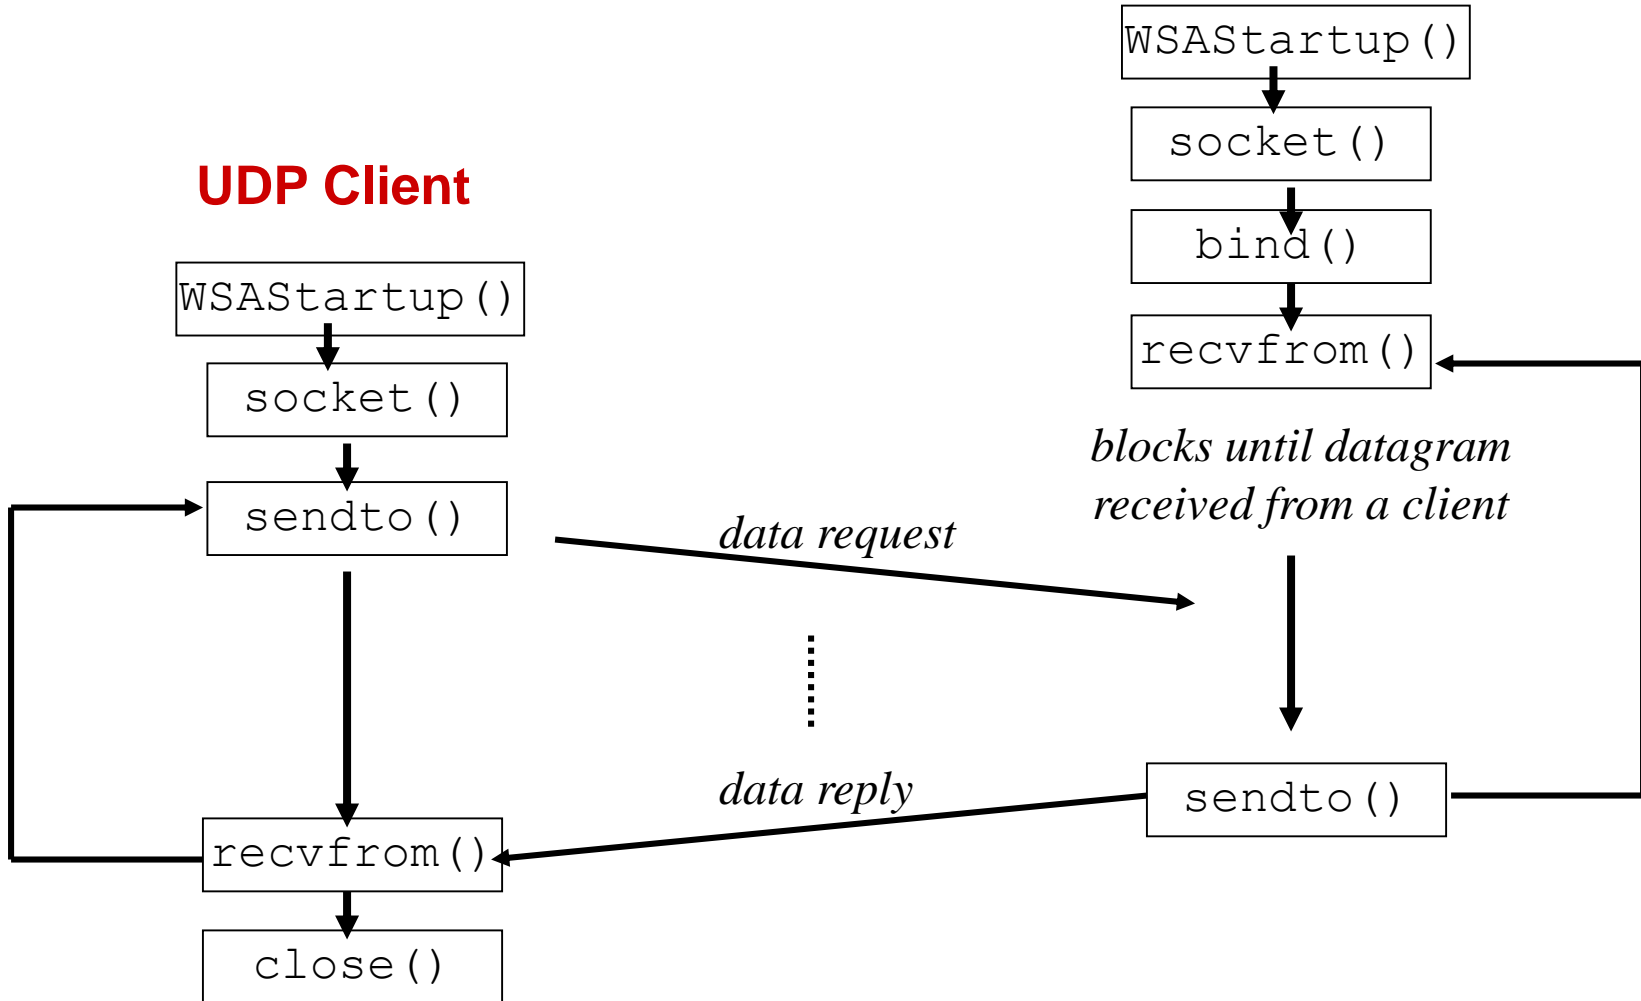 UDP Client
WSAStartup()
socket()
sendto()
recvfrom()
close()
data request
data reply
WSAStartup()
socket()
bind()
recvfrom()
blocks until datagram
received from a client
sendto()